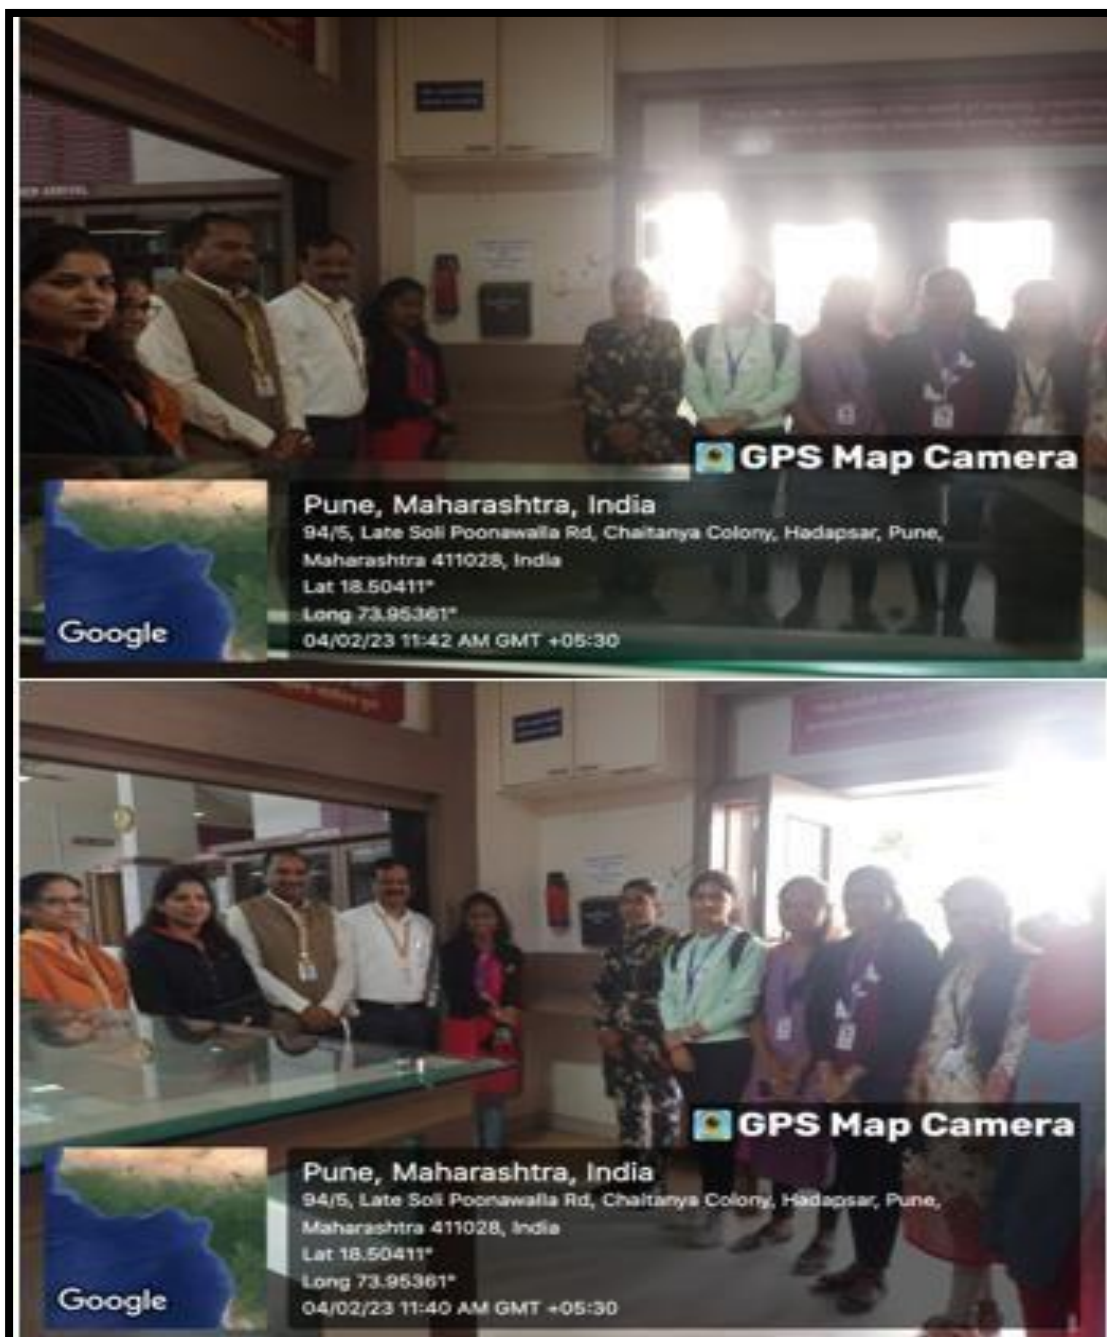 GPS Map Camera
Pune, Maharashtra, India
94/5, Late Soli Poonawalla Rd, Chaitanya Colony, Hadapsar, Pune,
Maharashtra 411028, India
Lat 18.50411°
Long 73.95361°
04/02/23 11:42 AM GMT +05:30
Google
GPS Map Camera
Pune, Maharashtra, India
94/5, Late Soli Poonawalla Rd, Chaitanya Colony, Hadapsar, Pune,
Maharashtra 411028, India
Lat 18.50411°
Long 73.95361°
04/02/23 11:40 AM GMT +05:30
Google